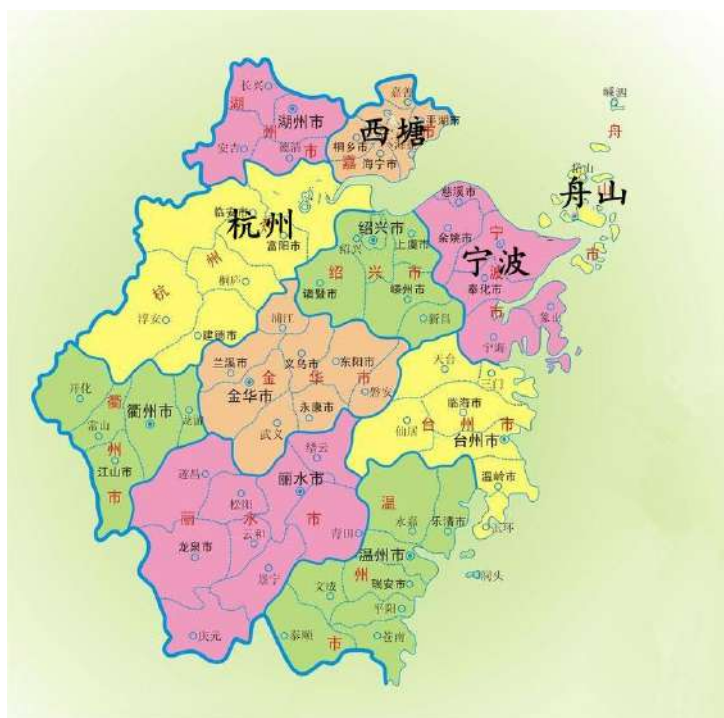 嵊泗
舟
山
市
舟山
长兴
湖
州
市
湖州市
安吉
德清
嘉善
平湖市
西塘
市
桐乡市
海宁市
嘉
临安市
杭州
富阳市
州
桐庐
杭
淳安
建德市
慈溪市
余姚市
宁
宁波
波
奉化市
市
象山
宁海
绍兴市
绍兴
上虞市
绍 兴 市
诸暨市
嵊州市
新昌
浦江
兰溪市
义乌市
东阳市
金 华 市
金华市
磐安
永康市
武义
开化
衢
衢州市
龙游
常山
州
江山市
市
天台
三门
临海市
仙居
台 州 市
台州市
温岭市
玉环
缙云
遂昌
丽水市
松阳
丽 水 市
云和
青田
龙泉市
景宁
庆元
温
永嘉
乐清市
温州市
洞头
州
文成
瑞安市
平阳
泰顺
市
苍南